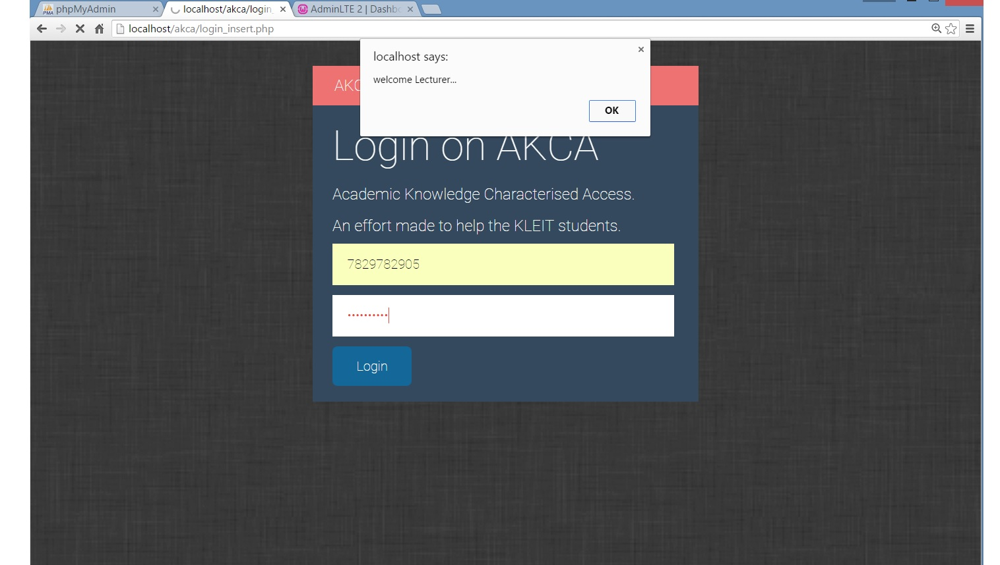 phpMyAdmin
localhost/akca/login_
AdminLTE 2 | Dashbo
localhost/akca/login_insert.php
localhost says:
welcome Lecturer...
OK
AKC
Login on AKCA
Academic Knowledge Characterised Access.
An effort made to help the KLEIT students.
7829782905
Login